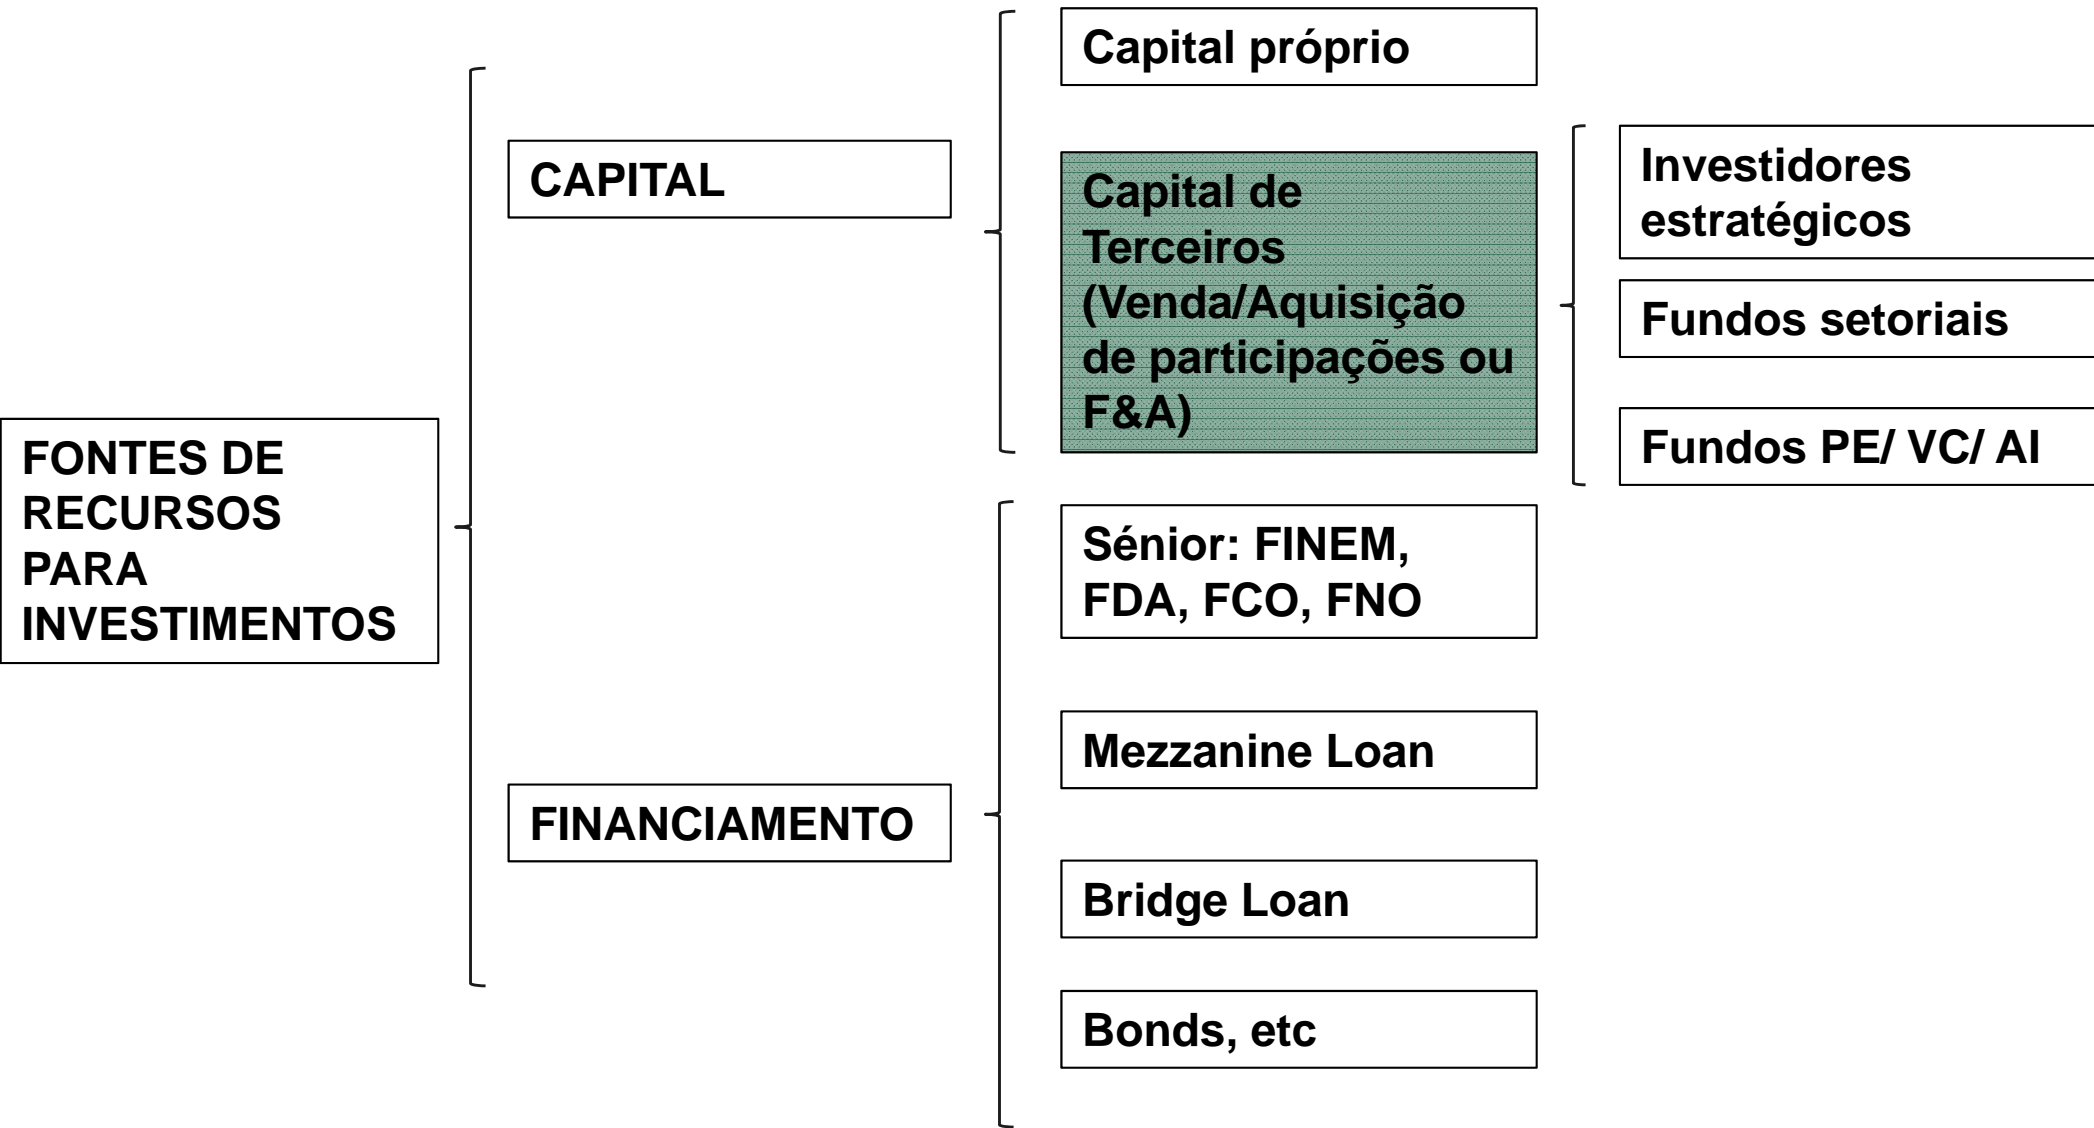 Capital próprio
CAPITAL
Capital de
Terceiros
(Venda/Aquisição
de participações ou
F&A)
Investidores
estratégicos
Fundos setoriais
Fundos PE/ VC/ AI
FONTES DE
RECURSOS
PARA
INVESTIMENTOS
Sénior: FINEM,
FDA, FCO, FNO
Mezzanine Loan
FINANCIAMENTO
Bridge Loan
Bonds, etc